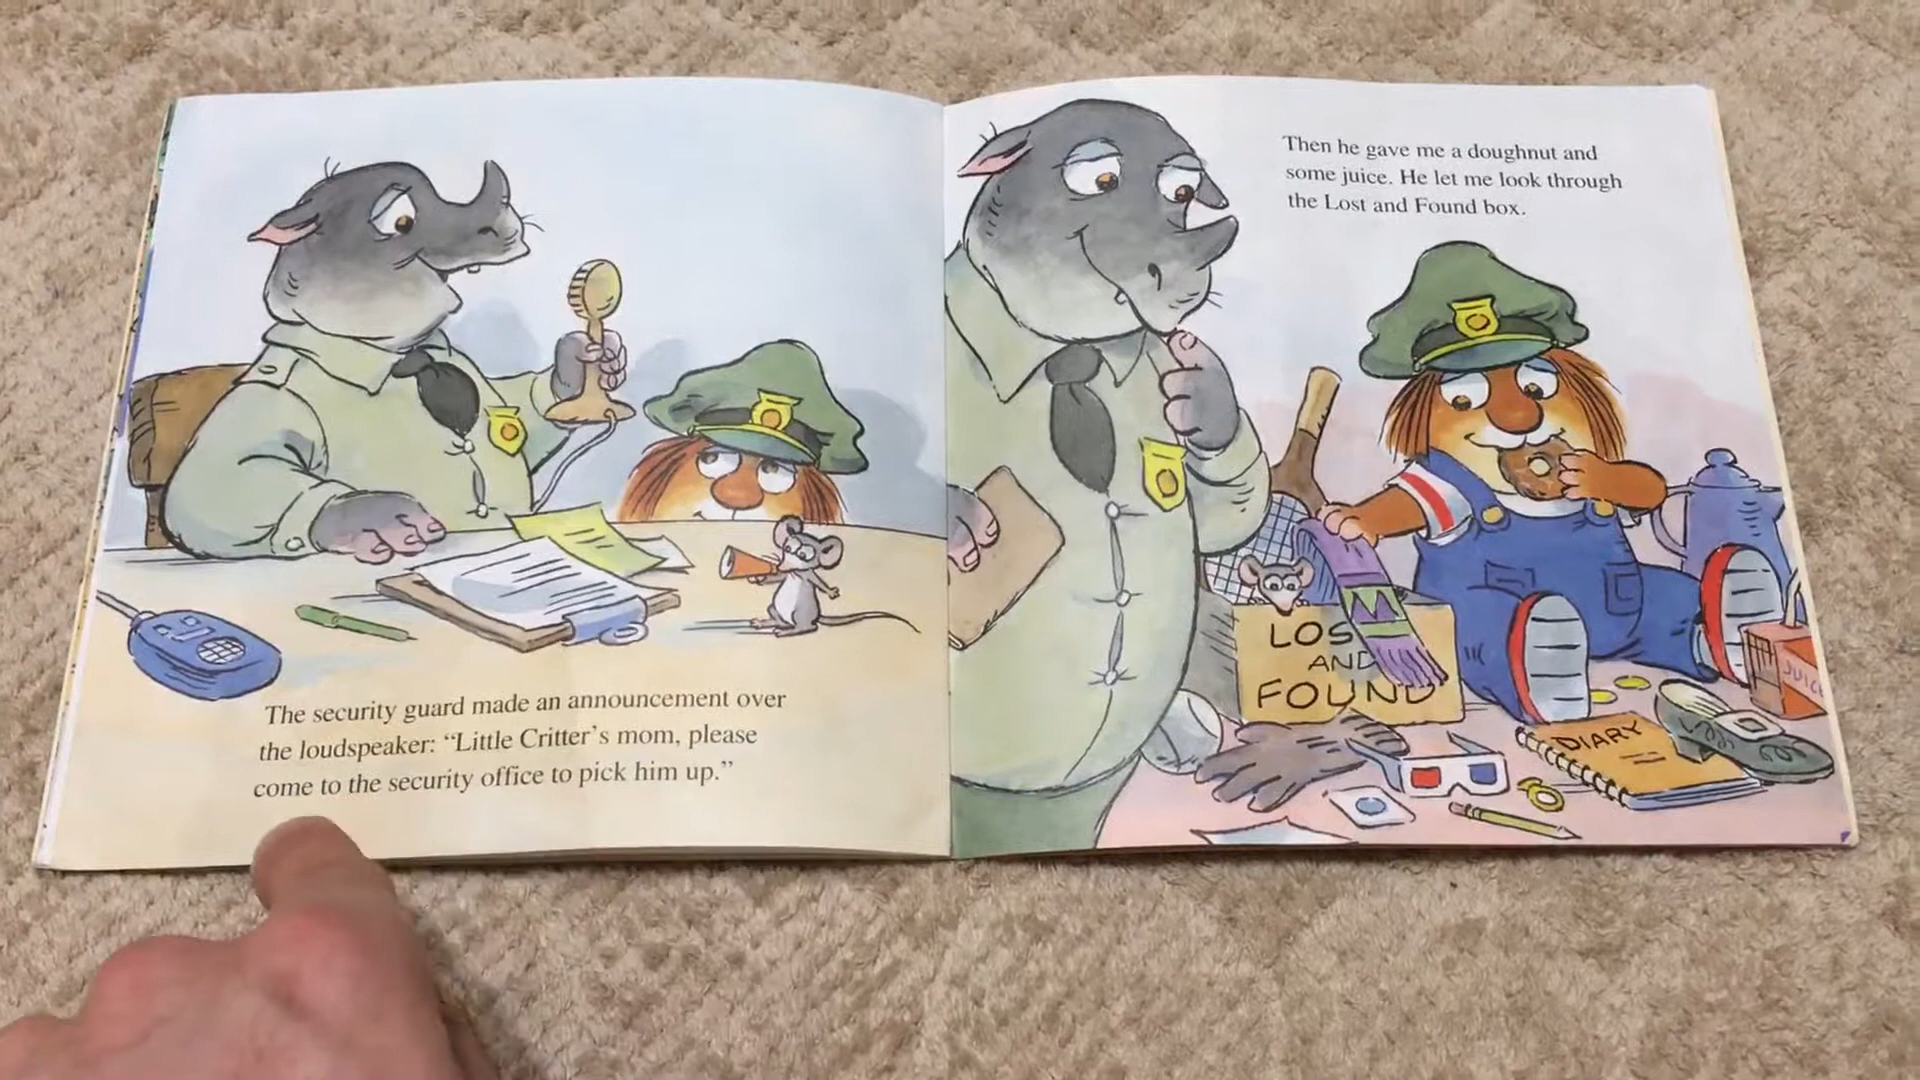 The security guard made an announcement over
the loudspeaker: “Little Critter’s mom, please
come to the security office to pick him up.”
Then he gave me a doughnut and
some juice. He let me look through
the Lost and Found box.
LOS
AND
FOUND
DIARY
JUICE